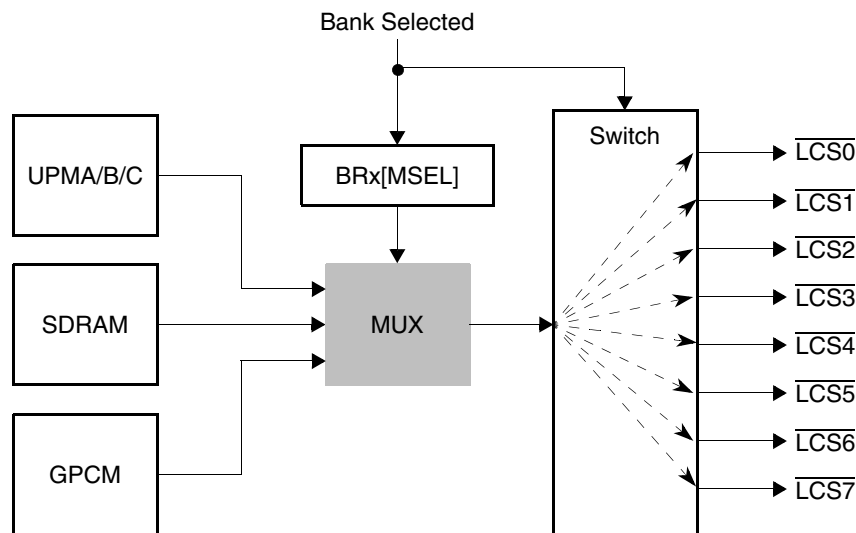 Bank Selected
Switch
UPMA/B/C
BRx[MSEL]
SDRAM
MUX
GPCM
LCS0
LCS1
LCS2
LCS3
LCS4
LCS5
LCS6
LCS7